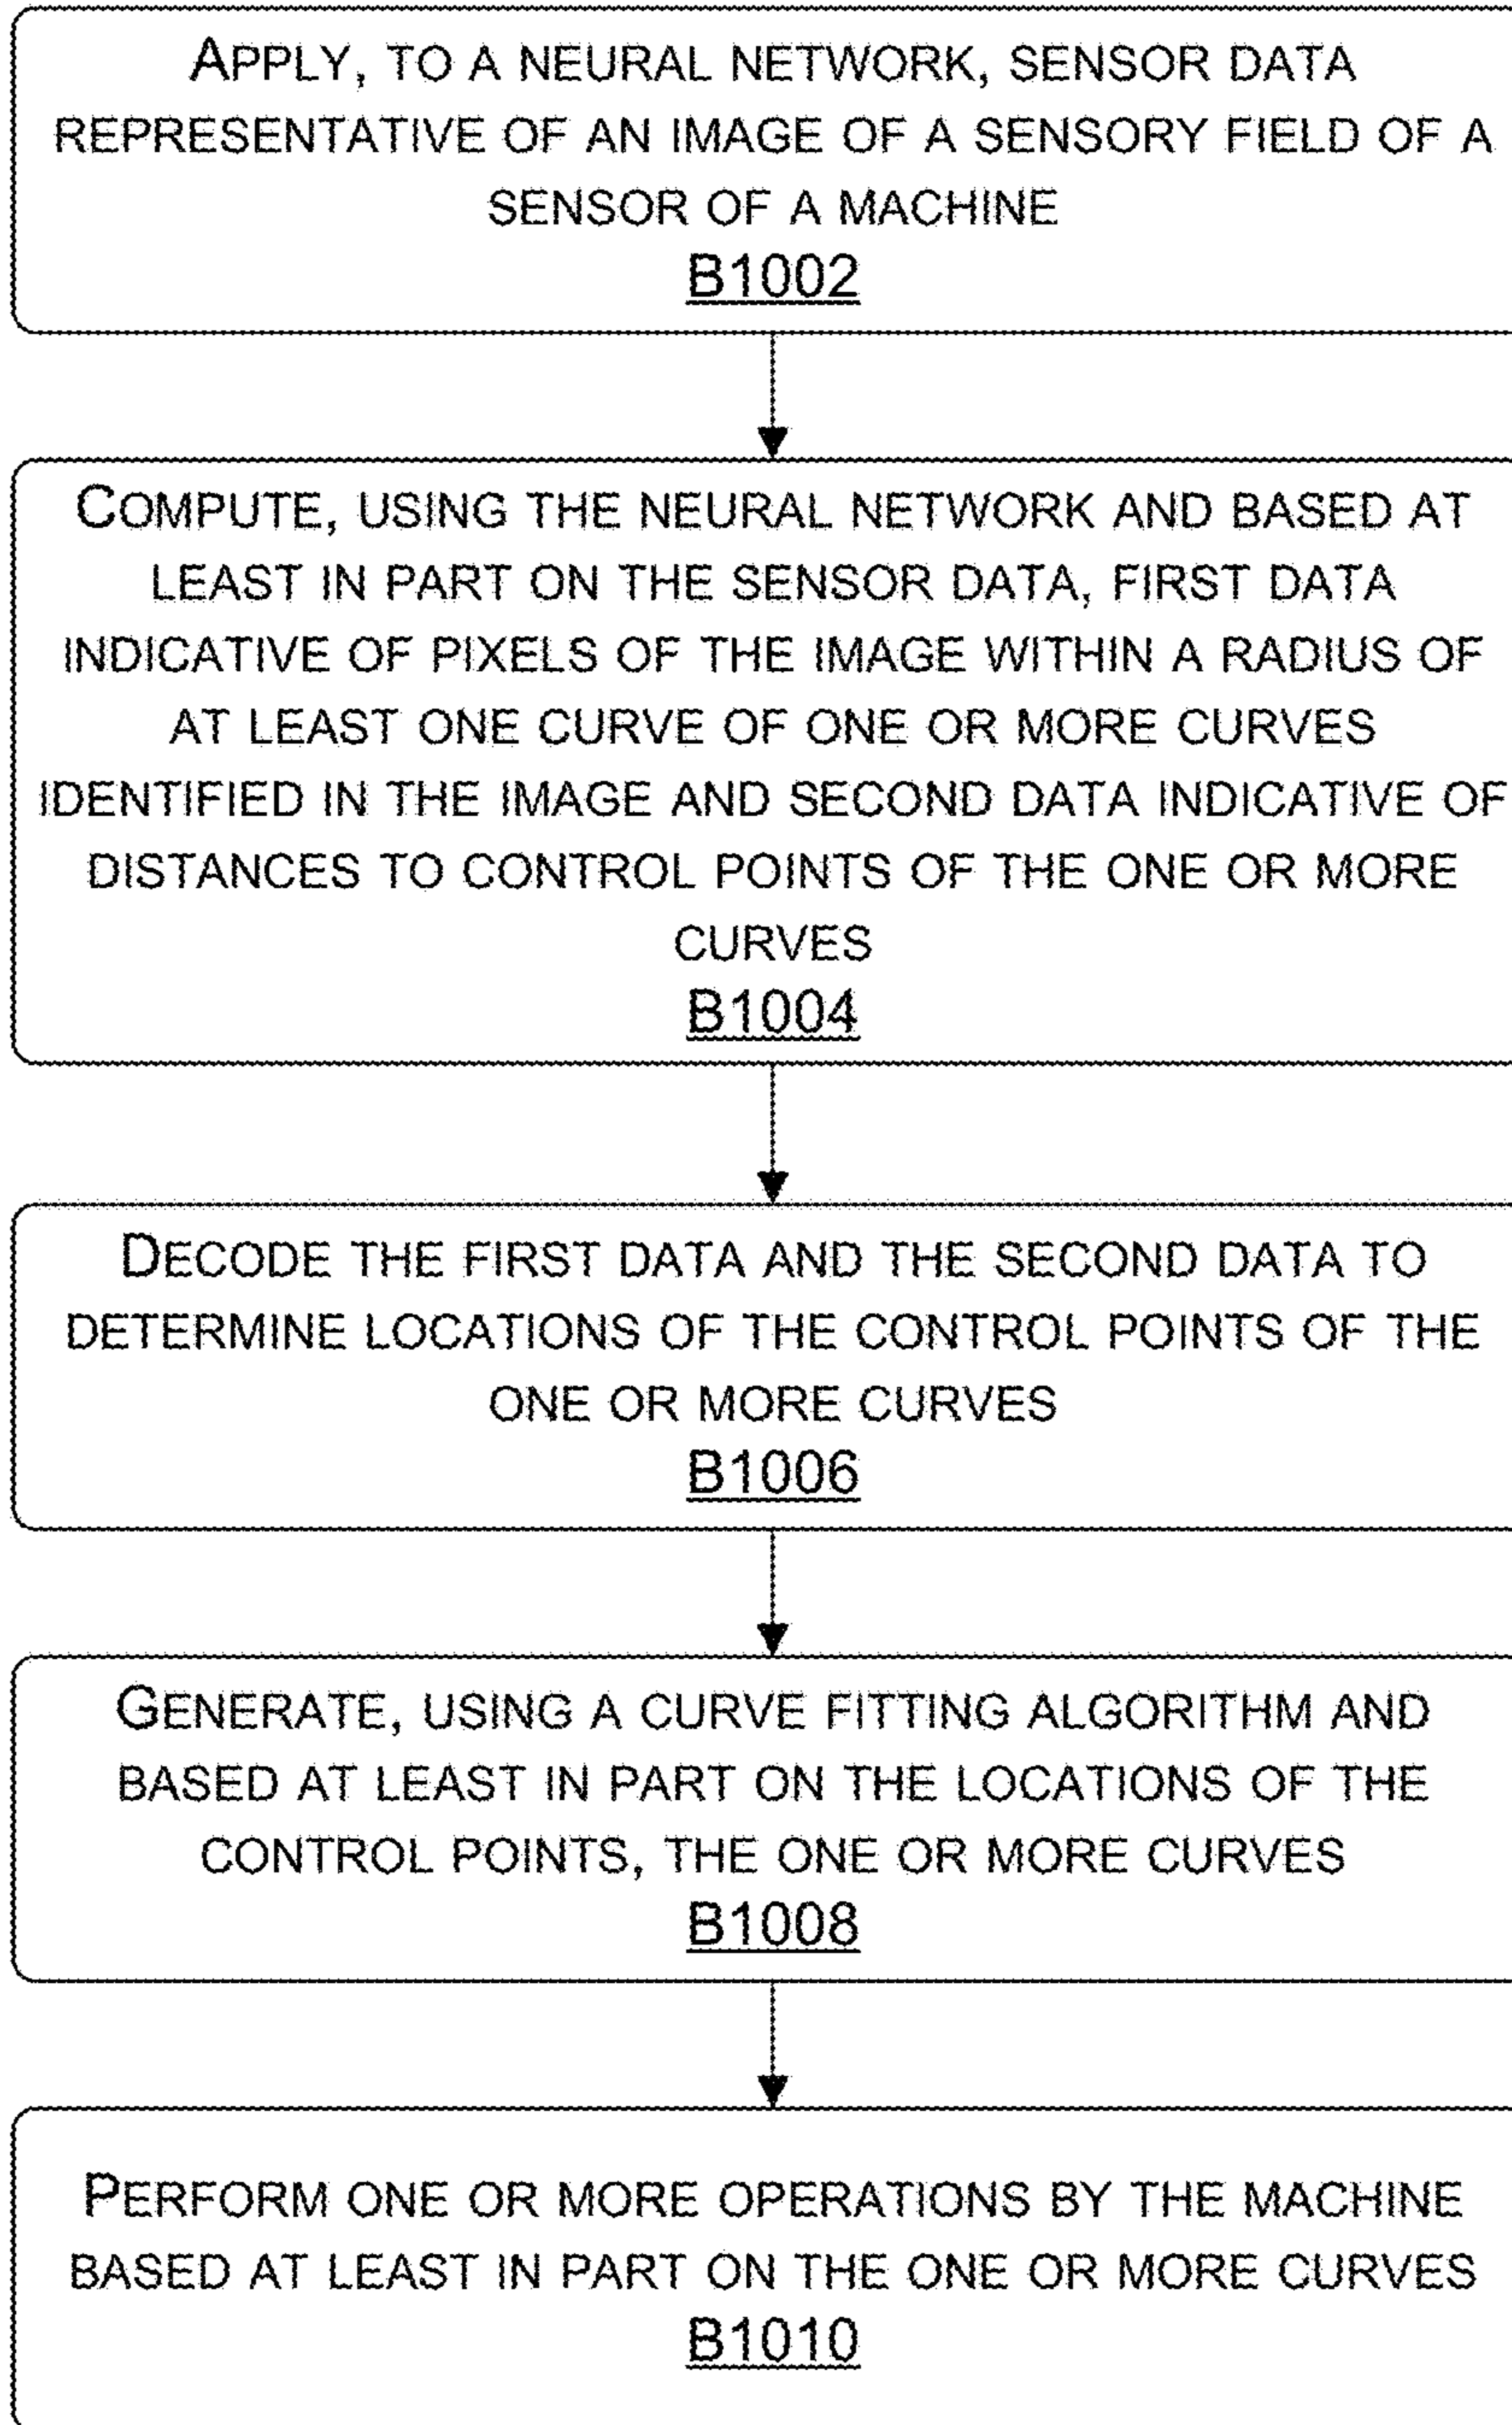 APPLY, TO A NEURAL NETWORK, SENSOR DATA
REPRESENTATIVE OF AN IMAGE OF A SENSORY FIELD OF A
SENSOR OF A MACHINE
B1002
COMPUTE, USING THE NEURAL NETWORK AND BASED AT
LEAST IN PART ON THE SENSOR DATA, FIRST DATA
INDICATIVE OF PIXELS OF THE IMAGE WITHIN A RADIUS OF
AT LEAST ONE CURVE OF ONE OR MORE CURVES
IDENTIFIED IN THE IMAGE AND SECOND DATA INDICATIVE OF
DISTANCES TO CONTROL POINTS OF THE ONE OR MORE
CURVES
B1004
DECODE THE FIRST DATA AND THE SECOND DATA TO
DETERMINE LOCATIONS OF THE CONTROL POINTS OF THE
ONE OR MORE CURVES
B1006
GENERATE, USING A CURVE FITTING ALGORITHM AND
BASED AT LEAST IN PART ON THE LOCATIONS OF THE
CONTROL POINTS, THE ONE OR MORE CURVES
B1008
PERFORM ONE OR MORE OPERATIONS BY THE MACHINE
BASED AT LEAST IN PART ON THE ONE OR MORE CURVES
B1010